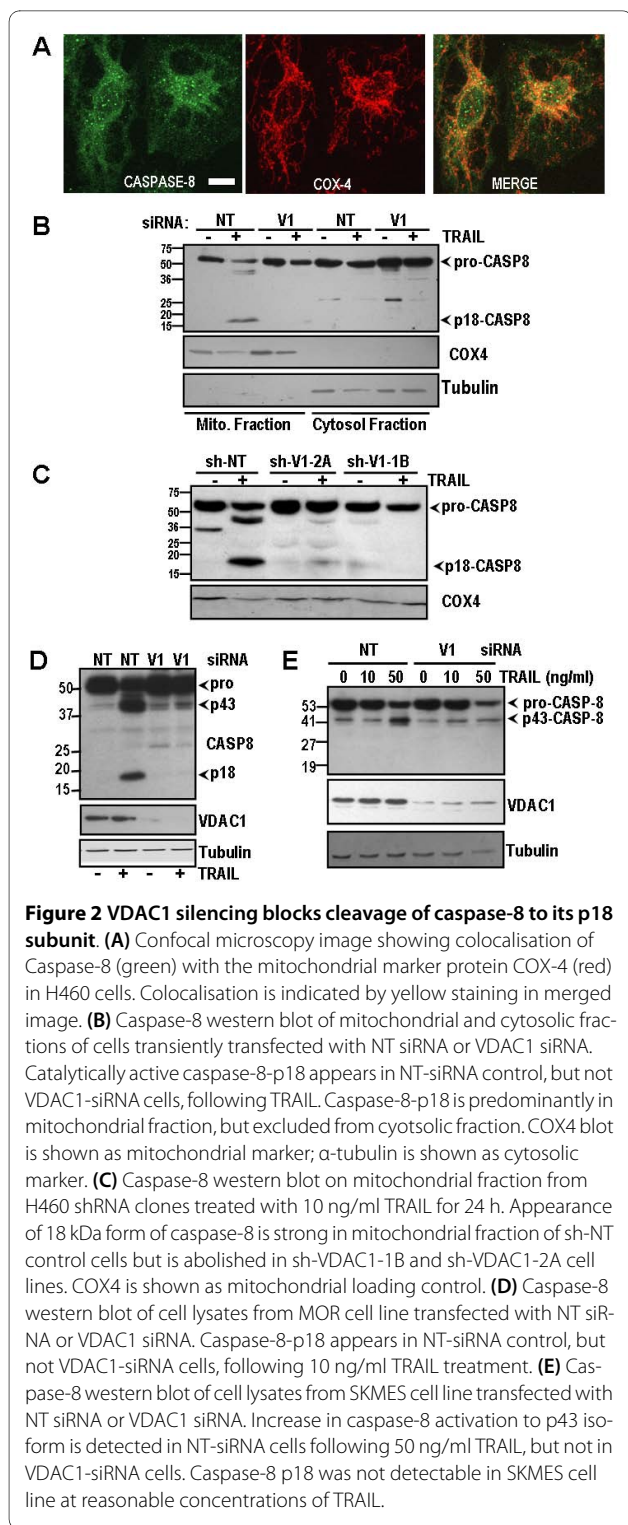 A
CASPASE-8
COX-4
MERGE
B
siRNA: NT V1 NT V1
- + - + - + - + TRAIL
75
50
36
25
20
15
pro-CASP8
p18-CASP8
COX4
Tubulin
Mito. Fraction Cytosol Fraction
C
sh-NT sh-V1-2A sh-V1-1B
- + - + - + TRAIL
75
50
36
25
20
15
pro-CASP8
p18-CASP8
COX4
D
NT NT V1 V1 siRNA
50
37
25
20
15
pro
p43
CASP8
p18
VDAC1
Tubulin
- + - + TRAIL
E
NT V1 siRNA
0 10 50 0 10 50 TRAIL (ng/ml)
53
41
27
19
pro-CASP-8
p43-CASP-8
VDAC1
Tubulin
Figure 2 VDAC1 silencing blocks cleavage of caspase-8 to its p18
subunit. (A) Confocal microscopy image showing colocalisation of
Caspase-8 (green) with the mitochondrial marker protein COX-4 (red)
in H460 cells. Colocalisation is indicated by yellow staining in merged
image. (B) Caspase-8 western blot of mitochondrial and cytosolic frac-
tions of cells transiently transfected with NT siRNA or VDAC1 siRNA.
Catalytically active caspase-8-p18 appears in NT-siRNA control, but not
VDAC1-siRNA cells, following TRAIL. Caspase-8-p18 is predominantly in
mitochondrial fraction, but excluded from cyotsolic fraction. COX4 blot
is shown as mitochondrial marker; α-tubulin is shown as cytosolic
marker. (C) Caspase-8 western blot on mitochondrial fraction from
H460 shRNA clones treated with 10 ng/ml TRAIL for 24 h. Appearance
of 18 kDa form of caspase-8 is strong in mitochondrial fraction of sh-NT
control cells but is abolished in sh-VDAC1-1B and sh-VDAC1-2A cell
lines. COX4 is shown as mitochondrial loading control. (D) Caspase-8
western blot of cell lysates from MOR cell line transfected with NT siR-
NA or VDAC1 siRNA. Caspase-8-p18 appears in NT-siRNA control, but
not VDAC1-siRNA cells, following 10 ng/ml TRAIL treatment. (E) Cas-
pase-8 western blot of cell lysates from SKMES cell line transfected with
NT siRNA or VDAC1 siRNA. Increase in caspase-8 activation to p43 iso-
form is detected in NT-siRNA cells following 50 ng/ml TRAIL, but not in
VDAC1-siRNA cells. Caspase-8 p18 was not detectable in SKMES cell
line at reasonable concentrations of TRAIL.